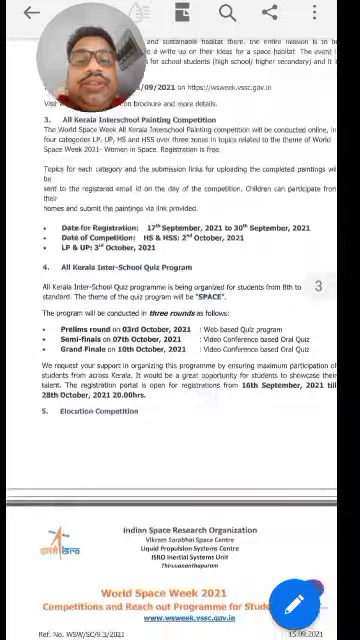 and sustainable habitat there, the entire mission is to be
a write up on their ideas for a space habitat. The event
for school students (high school/ higher secondary) and it
/09/2021 on https://wsweek.vssc.gov.in
on brochure and more details.
3. All Kerala Interschool Painting Competition
The World Space Week All Kerala Interschool Painting competition will be conducted online, in
four categories LP, UP, HS and HSS over three zones in topics related to the theme of World
Space Week 2021- Women in Space. Registration is free.
Topics for each category and the submission links for uploading the completed paintings will
be
sent to the registered email id on the day of the competition. Children can participate from
their
homes and submit the paintings via link provided.
• Date for Registration: 17th September, 2021 to 30th September, 2021
• Date of Competition: HS & HSS: 2nd October, 2021
• LP & UP: 3rd October, 2021
4. All Kerala Inter-School Quiz Program
All Kerala Inter-School Quiz programme is being organized for students from 8th to
3
standard. The theme of the quiz program will be "SPACE".
The program will be conducted in three rounds as follows:
• Prelims round on 03rd October, 2021 : Web based Quiz program
• Semi-finals on 07th October, 2021 : Video Conference based Oral Quiz
• Grand Finale on 10th October, 2021 : Video Conference based Oral Quiz
We request your support in organizing this programme by ensuring maximum participation of
students from across Kerala. It would be a great opportunity for students to showcase their
talent. The registration portal is open for registrations from 16th September, 2021 till
28th October, 2021 20.00hrs.
5. Elocution Competition
इसरो isro
Indian Space Research Organization
Vikram Sarabhai Space Centre
Liquid Propulsion Systems Centre
ISRO Inertial Systems Unit
Thiruvananthapuram
World Space Week 2021
Competitions and Reach out Programme for Stude
www.wsweek.vssc.gov.in
Ref. No. WSW/SC/9.3/2021
15.09.2021